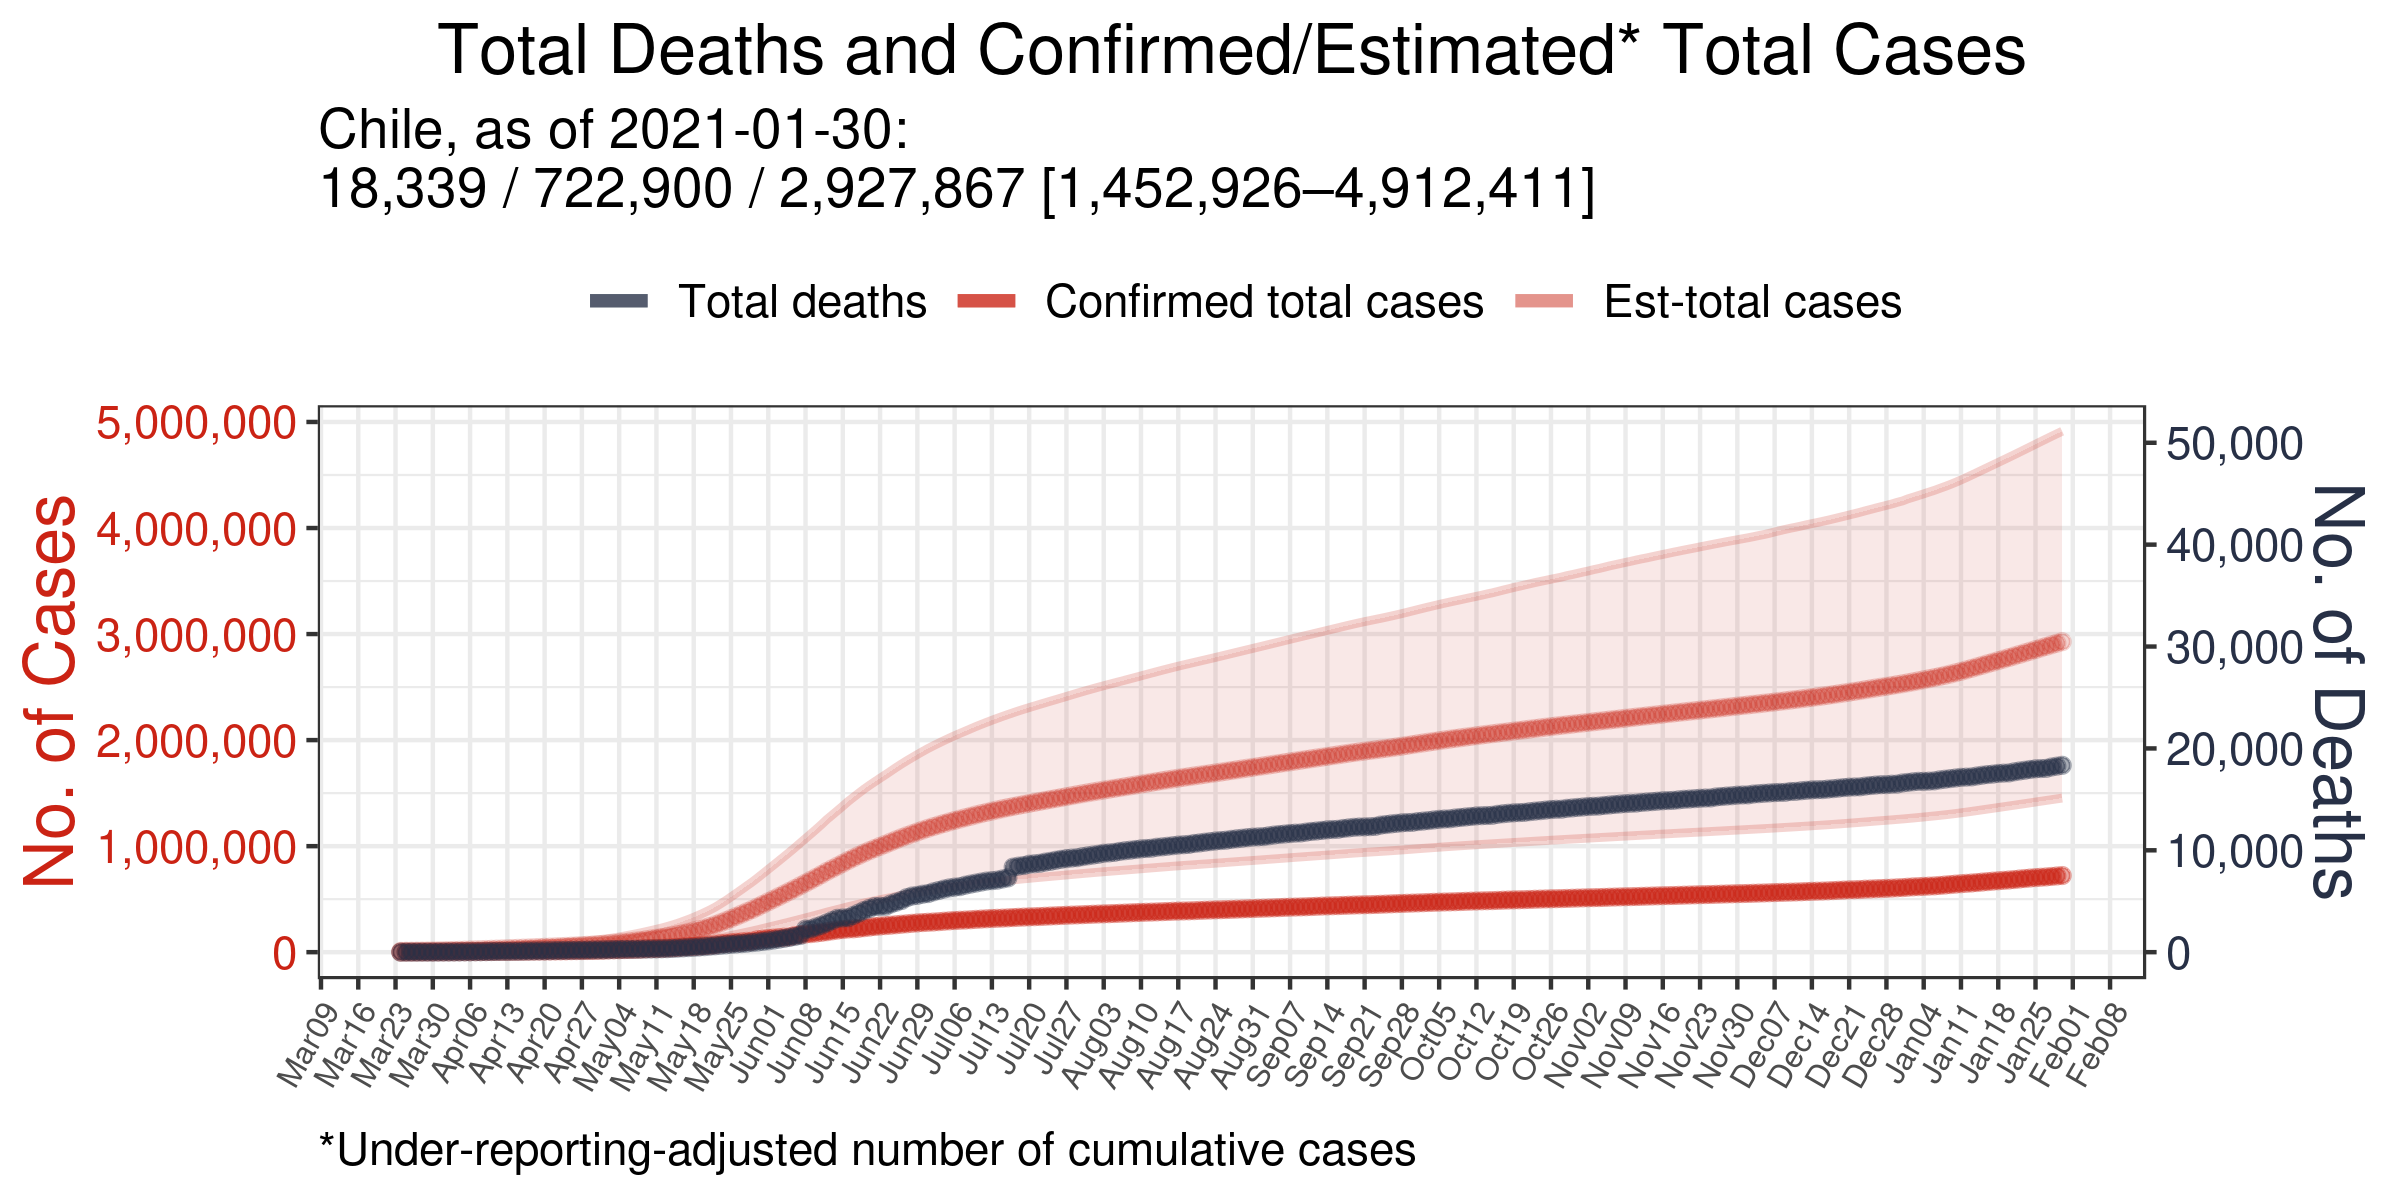 Total Deaths and Confirmed/Estimated* Total Cases
Chile, as of 2021-01-30:
18,339 / 722,900 / 2,927,867 [1,452,926–4,912,411]
Total deaths
Confirmed total cases
Est-total cases
No. of Cases
5,000,000
4,000,000
3,000,000
2,000,000
1,000,000
0
50,000
40,000
30,000
20,000
10,000
0
No. of Deaths
Mar09
Mar16
Mar23
Mar30
Apr06
Apr13
Apr20
Apr27
May04
May11
May18
May25
Jun01
Jun08
Jun15
Jun22
Jun29
Jul06
Jul13
Jul20
Jul27
Aug03
Aug10
Aug17
Aug24
Aug31
Sep07
Sep14
Sep21
Sep28
Oct05
Oct12
Oct19
Oct26
Nov02
Nov09
Nov16
Nov23
Nov30
Dec07
Dec14
Dec21
Dec28
Jan04
Jan11
Jan18
Jan25
Feb01
Feb08
*Under-reporting-adjusted number of cumulative cases